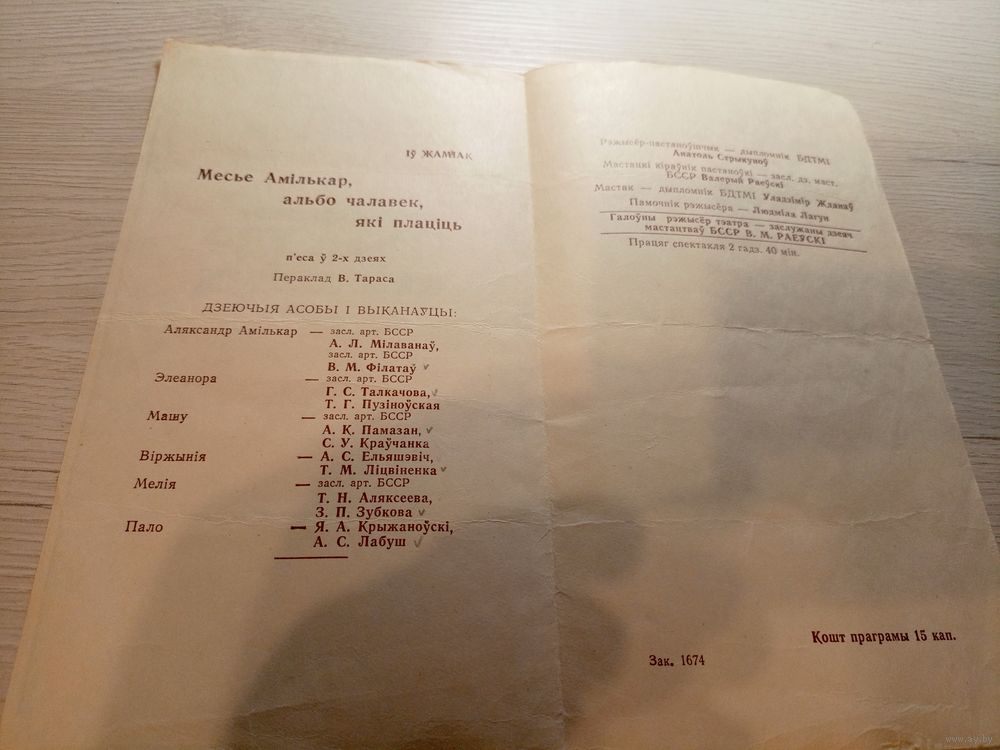 ІЎ ЖАМІАК
Месье Амількар,
альбо чалавек,
які плаціць
п'еса ў 2-х дзеях
Пераклад В. Тараса
ДЗЕЮЧЫЯ АСОБЫ І ВЫКАНАЎЦЫ:
Аляксандр Амількар — засл. арт. БССР
А. Л. Мілаванаў,
засл. арт. БССР
В. М. Філатаў
Элеанора — засл. арт. БССР
Г. С. Талкачова,
Т. Г. Пузіноўская
Машу — засл. арт. БССР
А. К. Памазан,
С. У. Краўчанка
Віржынія — А. С. Ельяшэвіч,
Т. М. Ліцвіненка
Мелія — засл. арт. БССР
Т. Н. Аляксеева,
З. П. Зубкова
Пало — Я. А. Крыжаноўскі,
А. С. Лабуш
Рэжысёр-пастаноўшчык — дыпломнік БДТМІ
Анатоль Стрыкуноў
Мастацкі кіраўнік пастаноўкі — засл. дз. маст.
БССР Валерый Раеўскі
Мастак — дыпломнік БДТМІ Уладзімір Жданаў
Памочнік рэжысёра — Людміла Лагун
Галоўны рэжысёр тэатра — заслужаны дзеяч
мастацтваў БССР В. М. РАЕЎСКІ
Працяг спектакля 2 гадз. 40 мін.
Кошт праграмы 15 кап.
Зак. 1674
www.ay.by